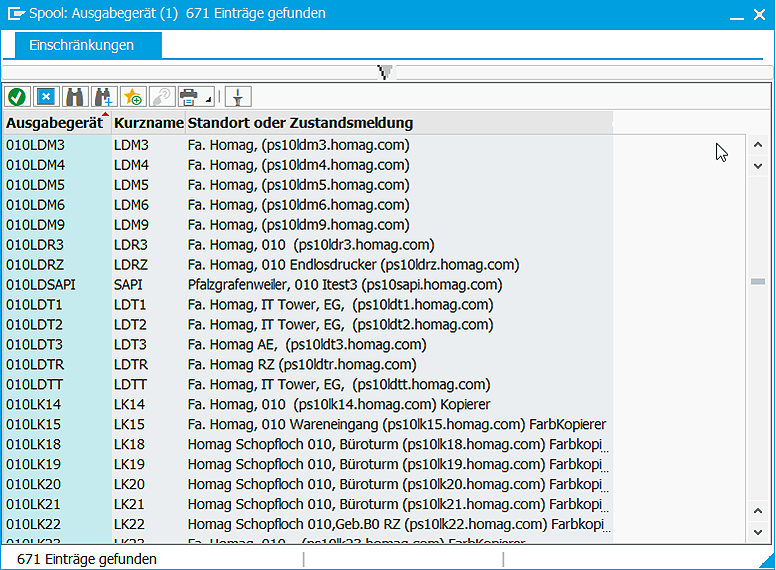 Spool: Ausgabegerät (1)  671 Einträge gefunden
Einschränkungen
Ausgabegerät Kurzname Standort oder Zustandsmeldung
010LDM3 LDM3 Fa. Homag, (ps10ldm3.homag.com)
010LDM4 LDM4 Fa. Homag, (ps10ldm4.homag.com)
010LDM5 LDM5 Fa. Homag, (ps10ldm5.homag.com)
010LDM6 LDM6 Fa. Homag, (ps10ldm6.homag.com)
010LDM9 LDM9 Fa. Homag, (ps10ldm9.homag.com)
010LDR3 LDR3 Fa. Homag, 010  (ps10ldr3.homag.com)
010LDRZ LDRZ Fa. Homag, 010 Endlosdrucker (ps10ldrz.homag.com)
010LDSAPI SAPI Pfalzgrafenweiler, 010 Itest3 (ps10sapi.homag.com)
010LDT1 LDT1 Fa. Homag, IT Tower, EG,  (ps10ldt1.homag.com)
010LDT2 LDT2 Fa. Homag, IT Tower, EG,  (ps10ldt2.homag.com)
010LDT3 LDT3 Fa. Homag AE,  (ps10ldt3.homag.com)
010LDTR LDTR Fa. Homag RZ (ps10ldtr.homag.com)
010LDTT LDTT Fa. Homag, IT Tower, EG,  (ps10ldtt.homag.com)
010LK14 LK14 Fa. Homag, 010  (ps10lk14.homag.com) Kopierer
010LK15 LK15 Fa. Homag, 010 Wareneingang (ps10lk15.homag.com) FarbKopierer
010LK18 LK18 Homag Schopfloch 010, Büroturm (ps10lk18.homag.com) Farbkopi...
010LK19 LK19 Homag Schopfloch 010, Büroturm (ps10lk19.homag.com) Farbkopi...
010LK20 LK20 Homag Schopfloch 010, Büroturm (ps10lk20.homag.com) Farbkopi...
010LK21 LK21 Homag Schopfloch 010, Büroturm (ps10lk21.homag.com) Farbkopi...
010LK22 LK22 Homag Schopfloch 010,Geb.B0 RZ (ps10lk22.homag.com) Farbkopi...
010LK23 LK23 Fa. Homag, 010   (ps10lk23.homag.com) FarbKopierer
671 Einträge gefunden